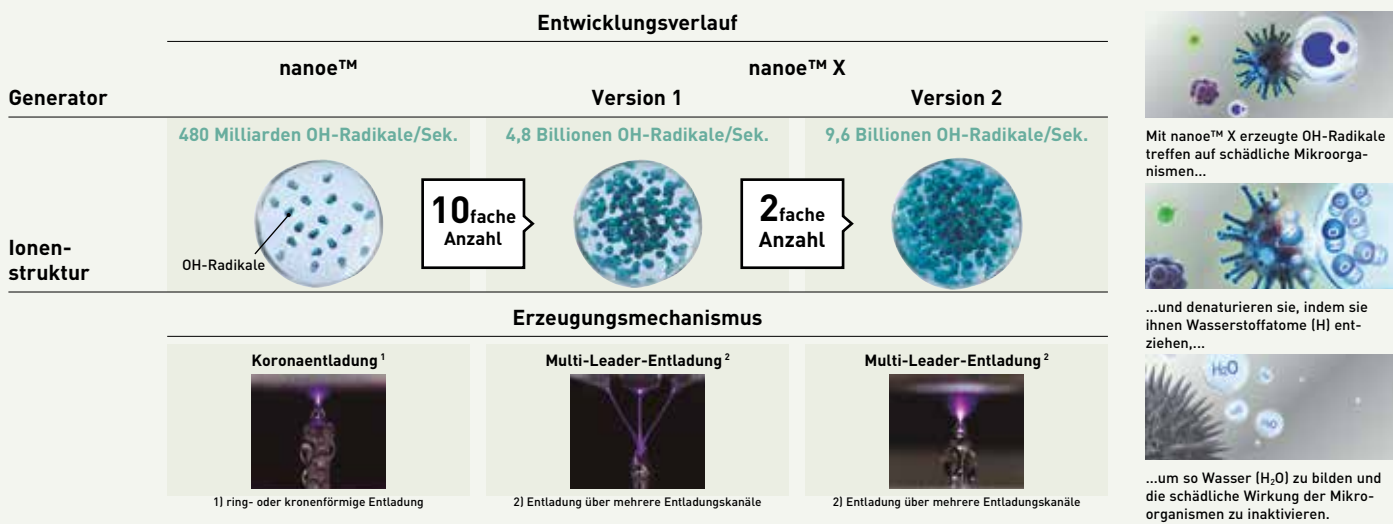 Entwicklungsverlauf
nanoe™
nanoe™ X
Generator
Version 1
Version 2
480 Milliarden OH-Radikale/Sek.
4,8 Billionen OH-Radikale/Sek.
9,6 Billionen OH-Radikale/Sek.
Ionen-
struktur
OH-Radikale
10fache
Anzahl
2fache
Anzahl
Erzeugungsmechanismus
Koronaentladung ¹
Multi-Leader-Entladung ²
Multi-Leader-Entladung ²
1) ring- oder kronenförmige Entladung
2) Entladung über mehrere Entladungskanäle
2) Entladung über mehrere Entladungskanäle
Mit nanoe™ X erzeugte OH-Radikale
treffen auf schädliche Mikroorga-
nismen...
...und denaturieren sie, indem sie
ihnen Wasserstoffatome (H) ent-
ziehen,...
H₂O
...um so Wasser (H₂O) zu bilden und
die schädliche Wirkung der Mikro-
organismen zu inaktivieren.